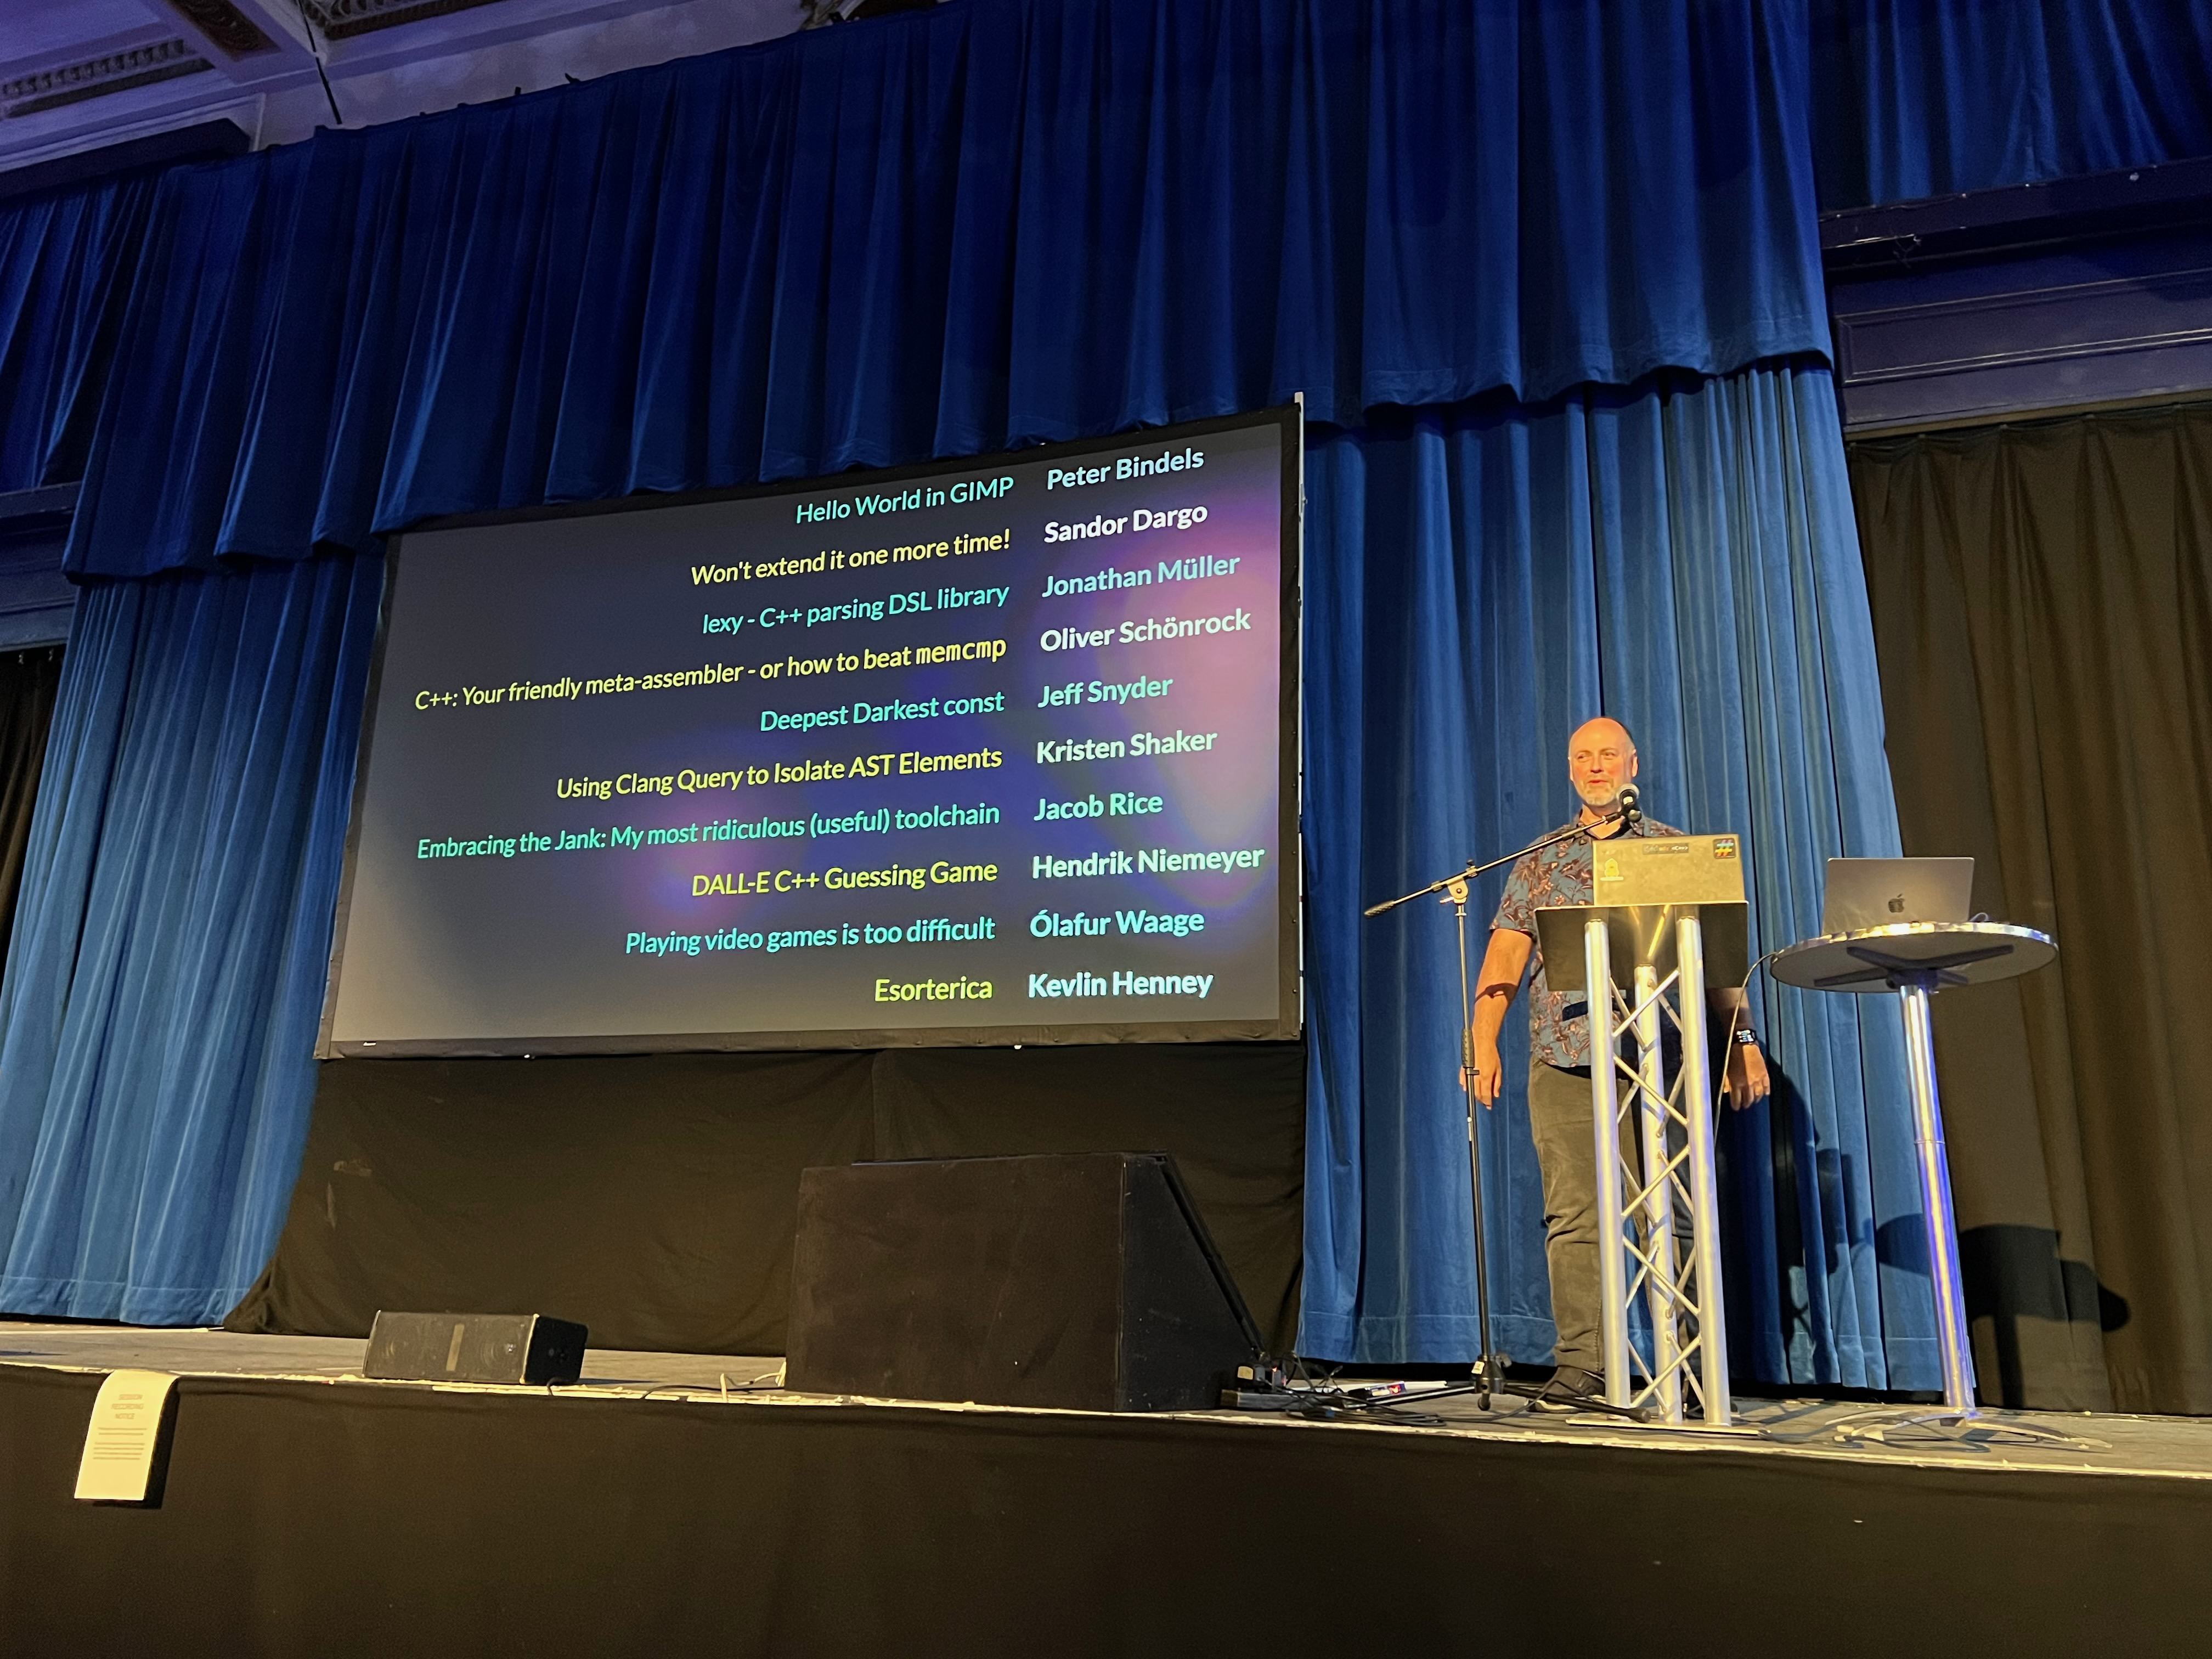 Hello World in GIMP Peter Bindels
Won't extend it one more time! Sandor Dargo
lexy - C++ parsing DSL library Jonathan Müller
C++: Your friendly meta-assembler - or how to beat memcmp Oliver Schönrock
Deepest Darkest const Jeff Snyder
Using Clang Query to Isolate AST Elements Kristen Shaker
Embracing the Jank: My most ridiculous (useful) toolchain Jacob Rice
DALL-E C++ Guessing Game Hendrik Niemeyer
Playing video games is too difficult Ólafur Waage
Esorterica Kevlin Henney
RECORDING
NOTICE